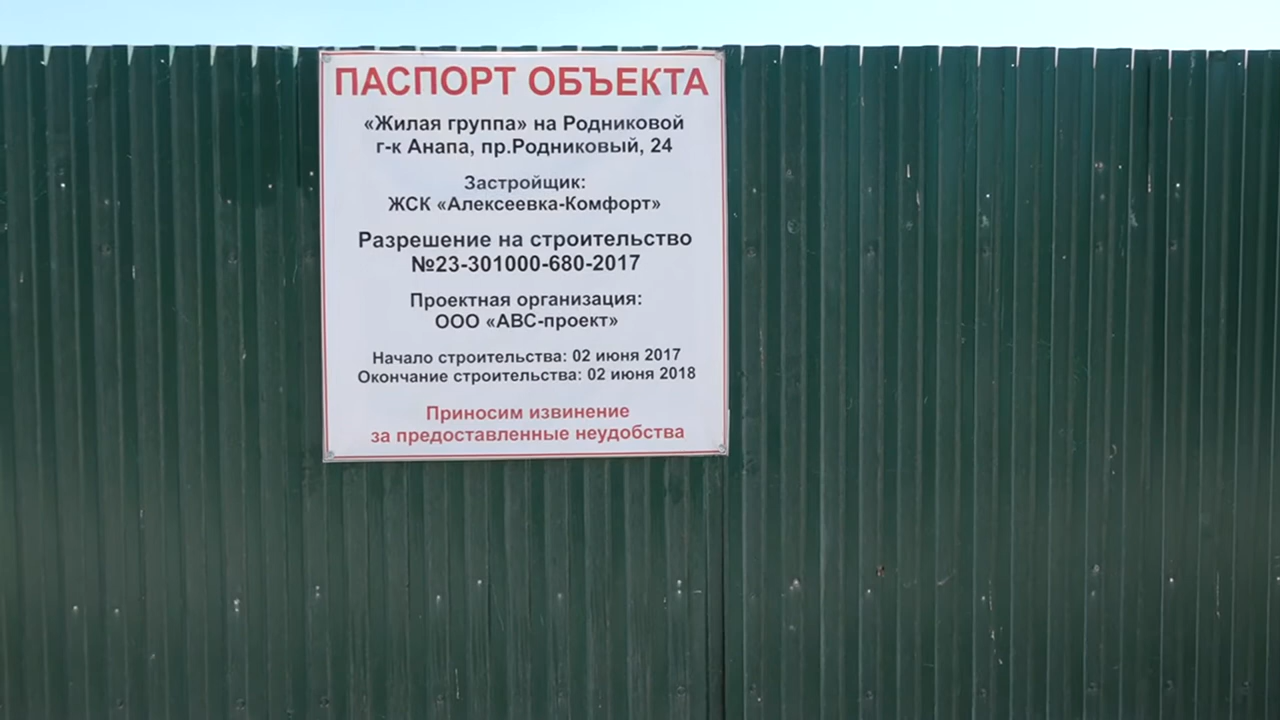 ПАСПОРТ ОБЪЕКТА
«Жилая группа» на Родниковой
г-к Анапа, пр.Родниковый, 24
Застройщик:
ЖСК «Алексеевка-Комфорт»
Разрешение на строительство
№23-301000-680-2017
Проектная организация:
ООО «АВС-проект»
Начало строительства: 02 июня 2017
Окончание строительства: 02 июня 2018
Приносим извинение
за предоставленные неудобства